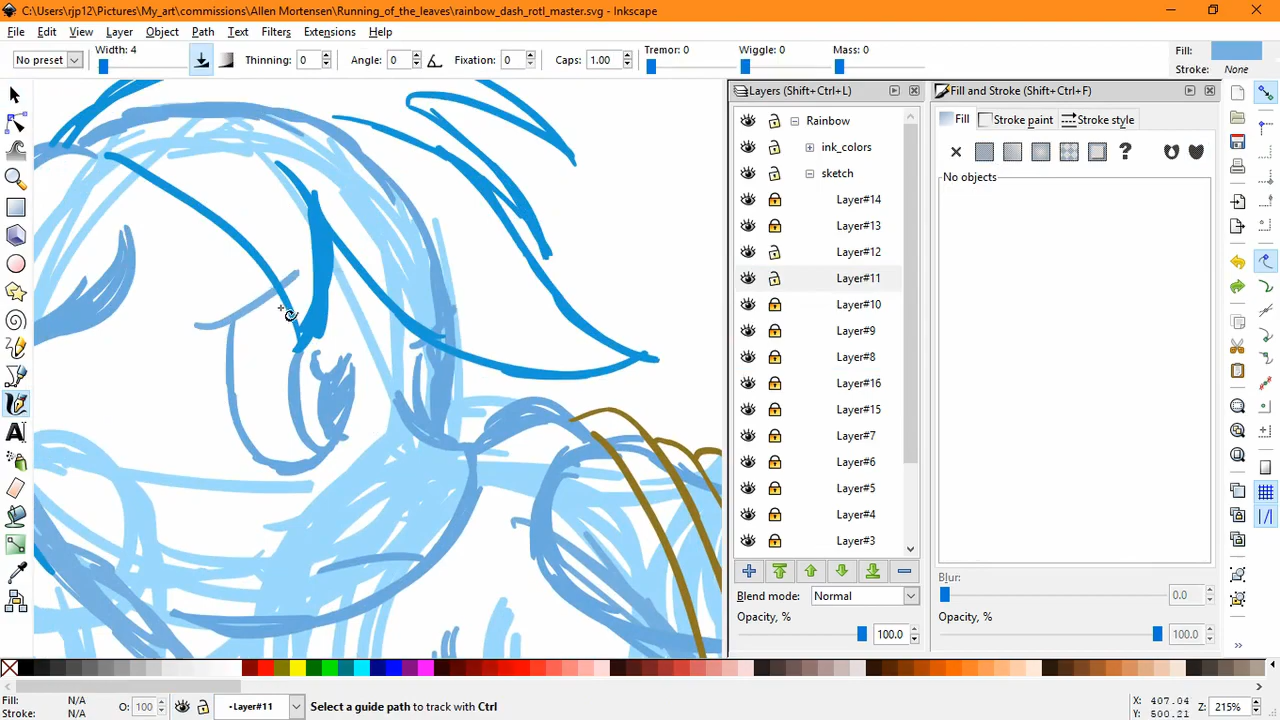 C:\Users\rjp12\Pictures\My_art\commissions\Allen Mortensen\Running_of_the_leaves\rainbow_dash_rotl_master.svg - Inkscape
File Edit View Layer Object Path Filters Text Extensions Help
No preset Width: 4 Thinning: 0 Angle: 0 Fixation: 0 Caps: 1.00 Tremor: 0 Wiggle: 0 Mass: 0 Fill: Stroke: None
Layers (Shift+Ctrl+L)
Rainbow
ink_colors
sketch
Layer#14
Layer#13
Layer#12
Layer#11
Layer#10
Layer#9
Layer#8
Layer#16
Layer#15
Layer#7
Layer#6
Layer#5
Layer#4
Layer#3
Blend mode: Normal
Opacity, %
100.0
Fill and Stroke (Shift+Ctrl+F)
Fill Stroke paint Stroke style
?
No objects
Blur:
0.0
Opacity, %
100.0
Fill: N/A
Stroke: N/A
O: 100
•Layer#11
Select a guide path to track with Ctrl
X: 407.04
Y: 500.21
Z: 215%